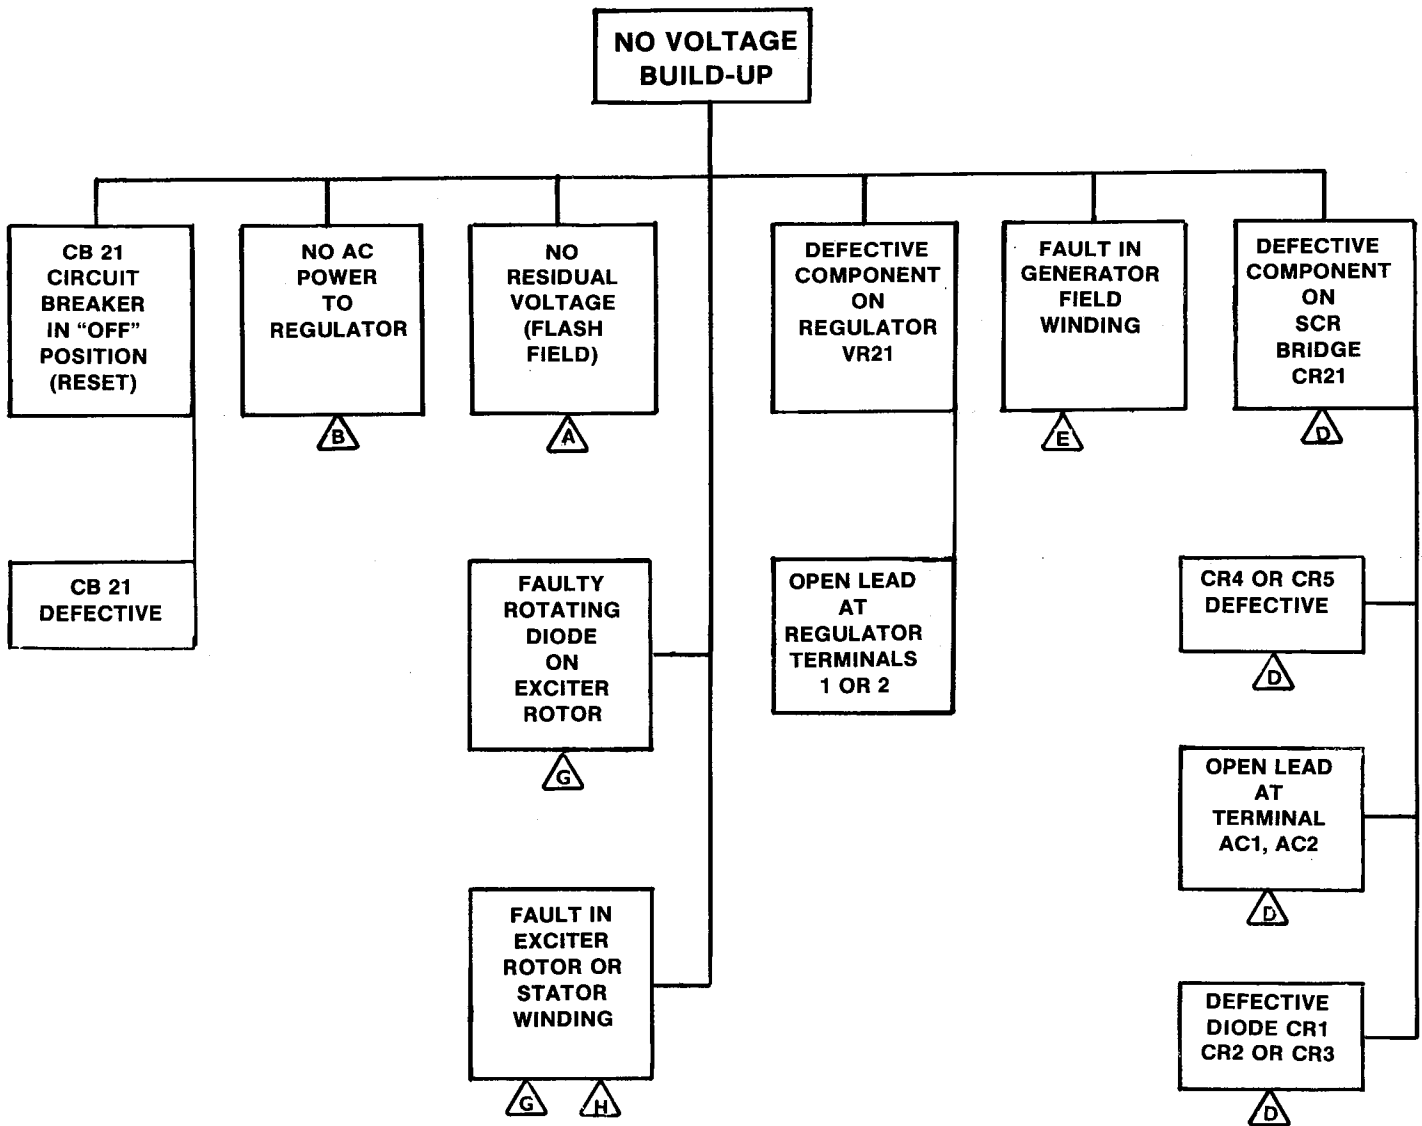 NO VOLTAGE
BUILD-UP
CB 21
CIRCUIT
BREAKER
IN “OFF”
POSITION
(RESET)
NO AC
POWER
TO
REGULATOR
B
NO
RESIDUAL
VOLTAGE
(FLASH
FIELD)
A
DEFECTIVE
COMPONENT
ON
REGULATOR
VR21
FAULT IN
GENERATOR
FIELD
WINDING
E
DEFECTIVE
COMPONENT
ON
SCR
BRIDGE
CR21
D
CB 21
DEFECTIVE
FAULTY
ROTATING
DIODE
ON
EXCITER
ROTOR
G
OPEN LEAD
AT
REGULATOR
TERMINALS
1 OR 2
CR4 OR CR5
DEFECTIVE
D
OPEN LEAD
AT
TERMINAL
AC1, AC2
D
FAULT IN
EXCITER
ROTOR OR
STATOR
WINDING
G H
DEFECTIVE
DIODE CR1
CR2 OR CR3
D